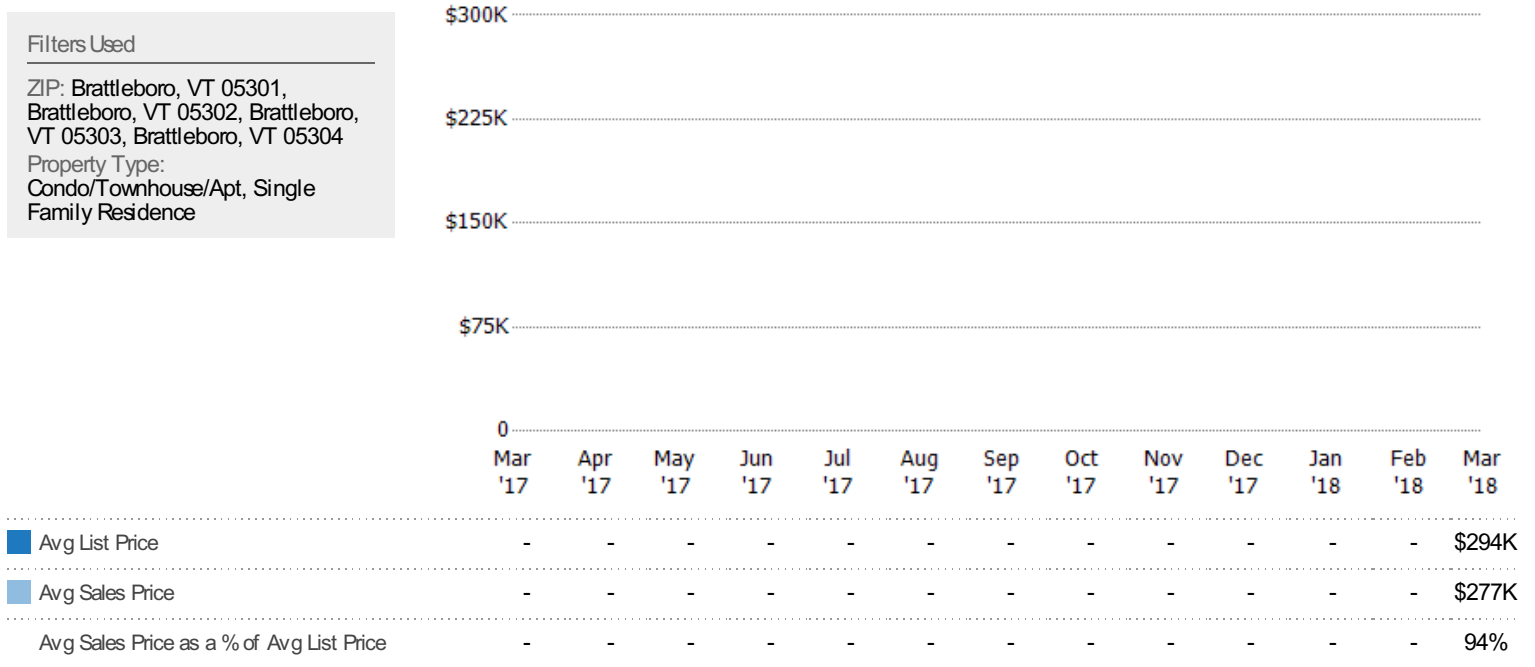 Filters Used
ZIP: Brattleboro, VT 05301,
Brattleboro, VT 05302, Brattleboro,
VT 05303, Brattleboro, VT 05304
Property Type:
Condo/Townhouse/Apt, Single
Family Residence
$300K
$225K
$150K
$75K
0
Mar Apr May Jun Jul Aug Sep Oct Nov Dec Jan Feb Mar
'17 '17 '17 '17 '17 '17 '17 '17 '17 '17 '18 '18 '18
Avg List Price - - - - - - - - - - - - $294K
Avg Sales Price - - - - - - - - - - - - $277K
Avg Sales Price as a % of Avg List Price - - - - - - - - - - - - 94%